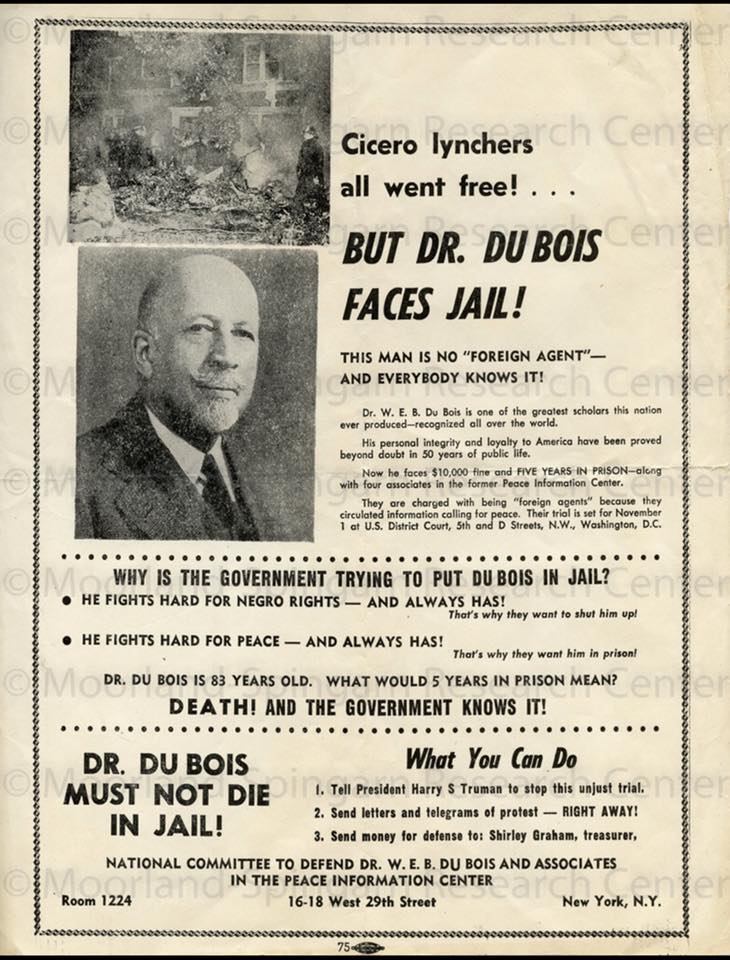 © Moorland-Spingarn Research Center
Cicero lynchers
all went free! . . .
BUT DR. DU BOIS
FACES JAIL!
THIS MAN IS NO "FOREIGN AGENT"—
AND EVERYBODY KNOWS IT!
Dr. W. E. B. Du Bois is one of the greatest scholars this nation
ever produced—recognized all over the world.
His personal integrity and loyalty to America have been proved
beyond doubt in 50 years of public life.
Now he faces $10,000 fine and FIVE YEARS IN PRISON—along
with four associates in the former Peace Information Center.
They are charged with being "foreign agents" because they
circulated information calling for peace. Their trial is set for November
1 at U.S. District Court, 5th and D Streets, N.W., Washington, D.C.
WHY IS THE GOVERNMENT TRYING TO PUT DU BOIS IN JAIL?
● HE FIGHTS HARD FOR NEGRO RIGHTS — AND ALWAYS HAS!
That's why they want to shut him up!
● HE FIGHTS HARD FOR PEACE — AND ALWAYS HAS!
That's why they want him in prison!
DR. DU BOIS IS 83 YEARS OLD. WHAT WOULD 5 YEARS IN PRISON MEAN?
DEATH! AND THE GOVERNMENT KNOWS IT!
DR. DU BOIS
MUST NOT DIE
IN JAIL!
What You Can Do
1. Tell President Harry S Truman to stop this unjust trial.
2. Send letters and telegrams of protest — RIGHT AWAY!
3. Send money for defense to: Shirley Graham, treasurer,
NATIONAL COMMITTEE TO DEFEND DR. W. E. B. DU BOIS AND ASSOCIATES
IN THE PEACE INFORMATION CENTER
Room 1224 16-18 West 29th Street New York, N.Y.
75